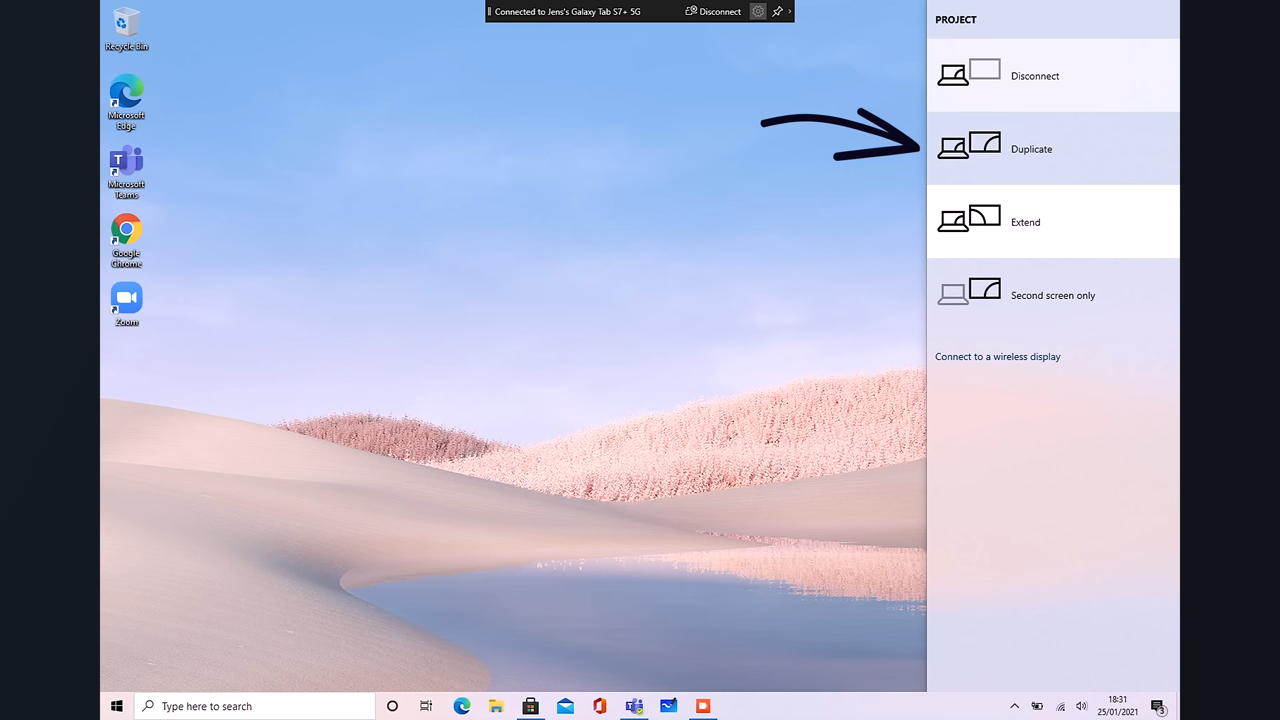 Connected to Jens's Galaxy Tab S7+ 5G
Disconnect
PROJECT
Disconnect
Duplicate
Extend
Second screen only
Connect to a wireless display
Recycle Bin
Microsoft
Edge
Microsoft
Teams
Google
Chrome
Zoom
Type here to search
18:31
25/01/2021
3